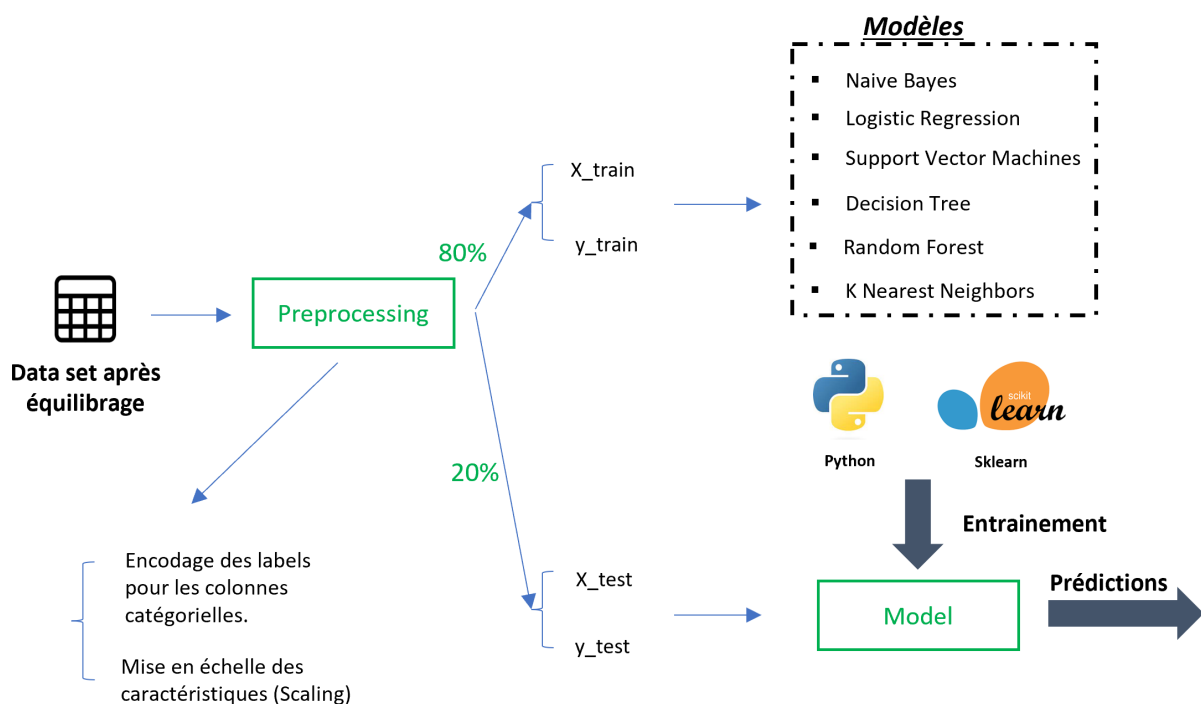 Modèles
Naive Bayes
Logistic Regression
Support Vector Machines
Decision Tree
Random Forest
K Nearest Neighbors
X_train
y_train
80%
Preprocessing
Data set après
équilibrage
20%
Encodage des labels
pour les colonnes
catégorielles.
Mise en échelle des
caractéristiques (Scaling)
X_test
y_test
scikit
learn
Python
Sklearn
Entrainement
Model
Prédictions